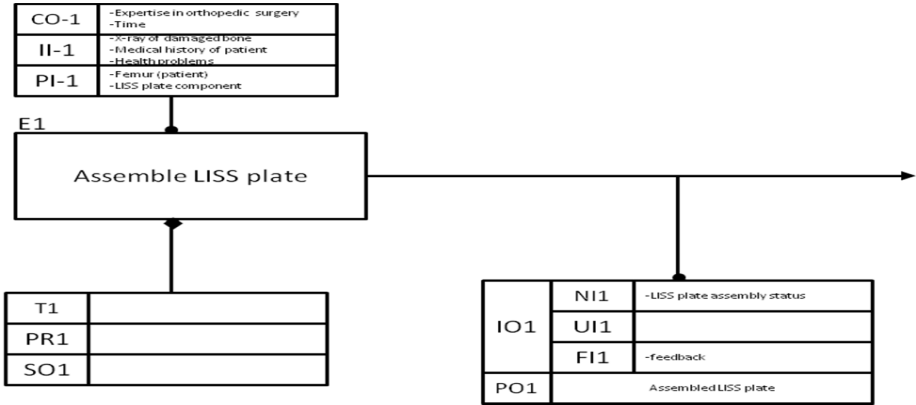 CO-1
-Expertise in orthopedic surgery
-Time
II-1
-X-ray of damaged bone
-Medical history of patient
-Health problems
PI-1
-Femur (patient)
-LISS plate component
E1
Assemble LISS plate
T1
PR1
SO1
IO1
NI1
-LISS plate assembly status
UI1
FI1
-feedback
PO1
Assembled LISS plate